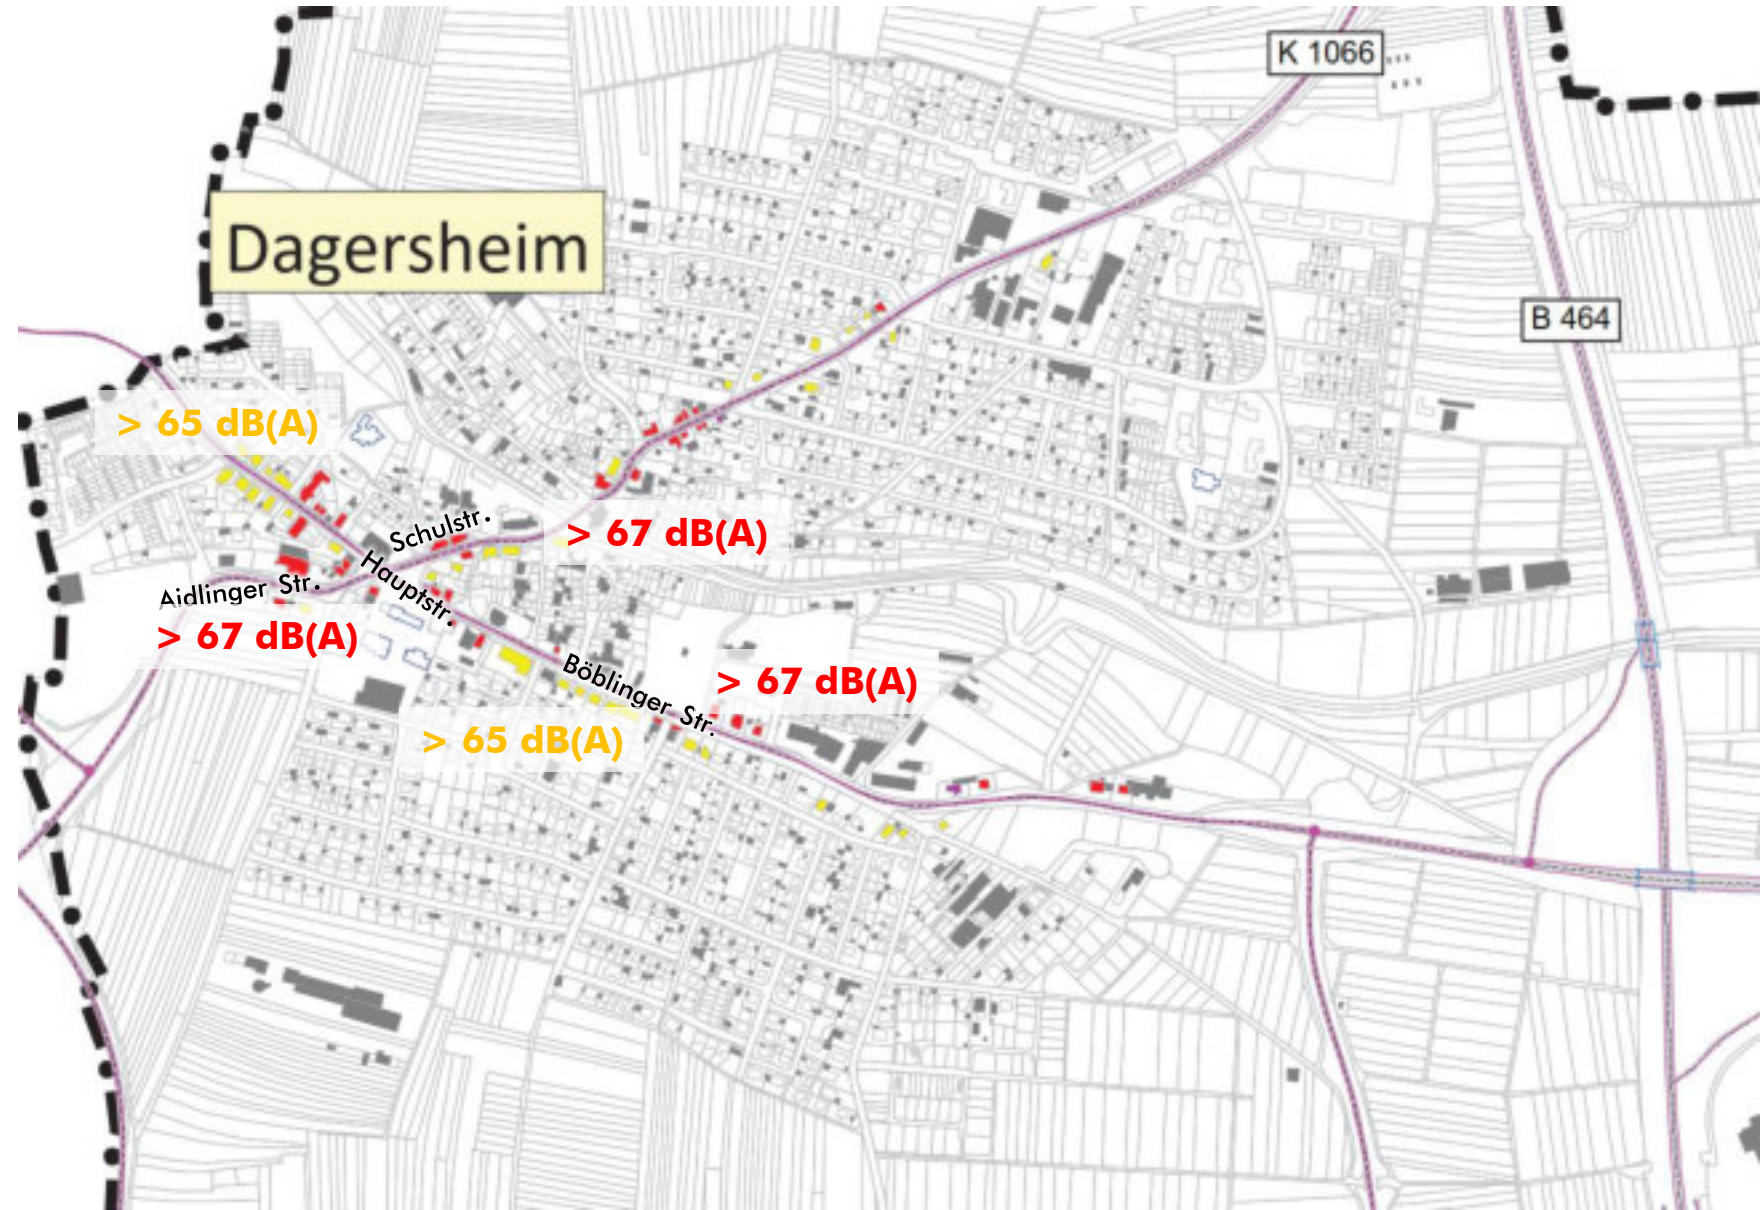 K 1066
Dagersheim
B 464
> 65 dB(A)
Schulstr.
> 67 dB(A)
Hauptstr.
Aidlinger Str.
> 67 dB(A)
Böblinger Str.
> 67 dB(A)
> 65 dB(A)